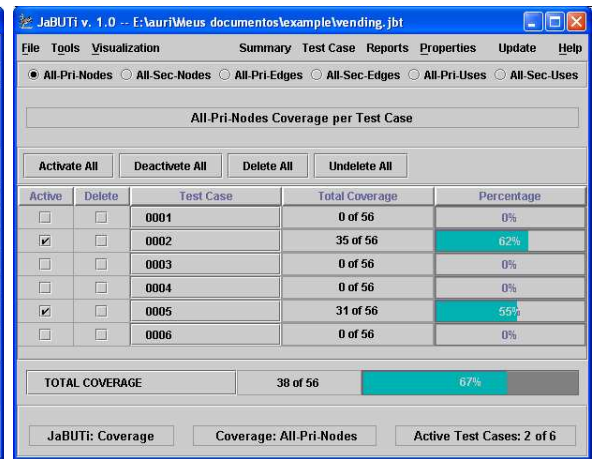 JaBUTi v. 1.0 -- E:\auri\Meus documentos\example\vending.jbt
File Tools Visualization Summary Test Case Reports Properties Update Help
All-Pri-Nodes All-Sec-Nodes All-Pri-Edges All-Sec-Edges All-Pri-Uses All-Sec-Uses
All-Pri-Nodes Coverage per Test Case
Activate All Deactivete All Delete All Undelete All
Active Delete Test Case Total Coverage Percentage
0001 0 of 56 0%
0002 35 of 56 62%
0003 0 of 56 0%
0004 0 of 56 0%
0005 31 of 56 55%
0006 0 of 56 0%
TOTAL COVERAGE 38 of 56 67%
JaBUTi: Coverage Coverage: All-Pri-Nodes Active Test Cases: 2 of 6